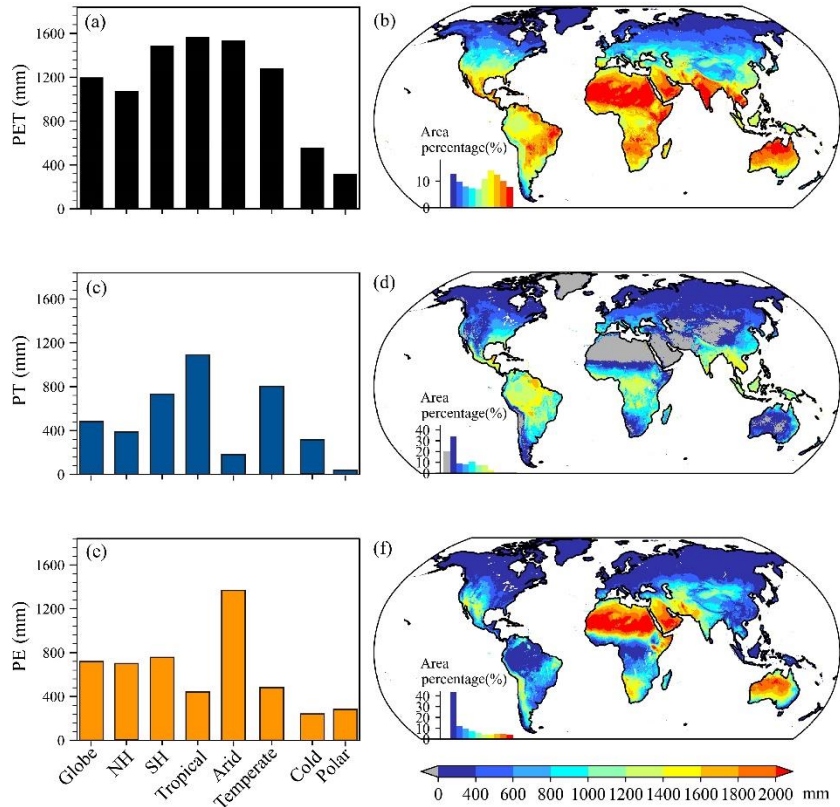 (a)
PET (mm)
1600
1200
800
400
0
(b)
Area
percentage(%)
10
0
(c)
PT (mm)
1600
1200
800
400
0
(d)
Area
percentage(%)
40
30
20
10
0
(e)
PE (mm)
1600
1200
800
400
0
Globe
NH
SH
Tropical
Arid
Temperate
Cold
Polar
(f)
Area
percentage(%)
40
30
20
10
0
0 400 600 800 1000 1200 1400 1600 1800 2000 mm